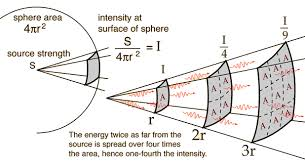 sphere area
4πr²
source strength
S
intensity at
surface of sphere
S
4πr²
= I
I
I
4
I
9
A
A
A
A
A
A
A
A
A
A
A
A
A
A
r
2r
3r
The energy twice as far from the
source is spread over four times
the area, hence one-fourth the intensity.